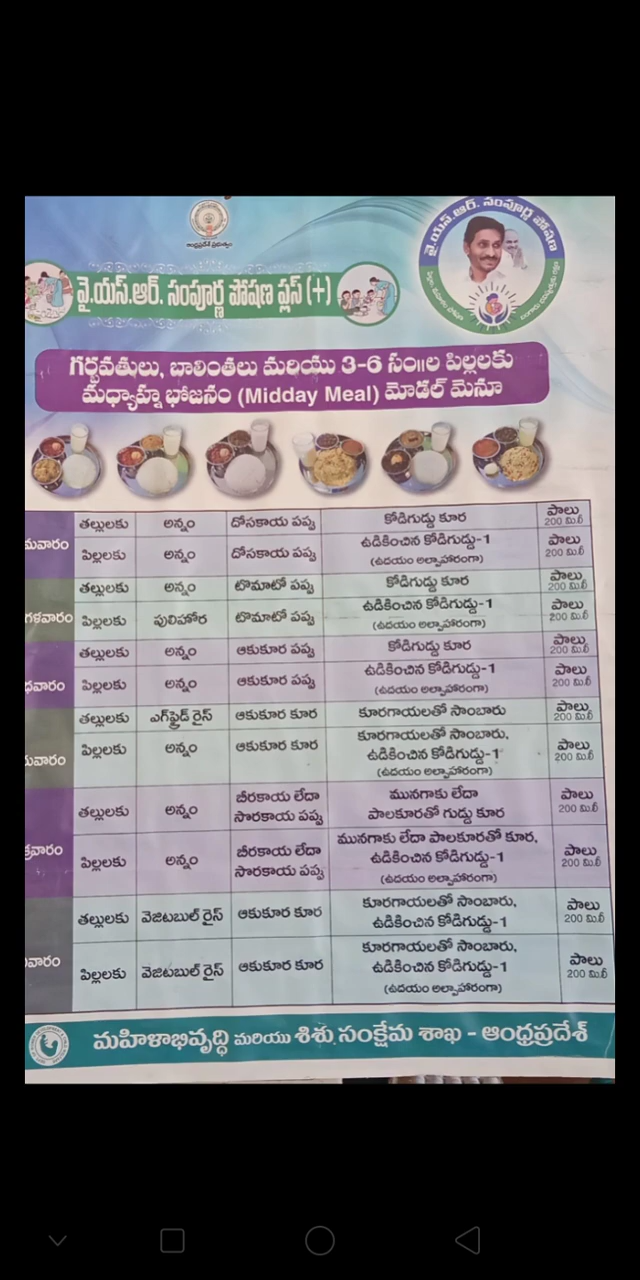 ఆంధ్రప్రదేశ్ ప్రభుత్వం
వై.యస్.ఆర్. సంపూర్ణ పోషణ
వై.యస్.ఆర్. సంపూర్ణ పోషణ ప్లస్ (+)
గర్భవతులు, బాలింతలు మరియు 3-6 సం॥ల పిల్లలకు
మధ్యాహ్న భోజనం (Midday Meal) మోడల్ మెనూ
తల్లులకు అన్నం దోసకాయ పప్పు కోడిగుడ్డు కూర పాలు 200 మి.లీ
మవారం
పిల్లలకు అన్నం దోసకాయ పప్పు ఉడికించిన కోడిగుడ్డు-1 (ఉదయం అల్పాహారంగా) పాలు 200 మి.లీ
తల్లులకు అన్నం టొమాటో పప్పు కోడిగుడ్డు కూర పాలు 200 మి.లీ
గళవారం
పిల్లలకు పులిహోర టొమాటో పప్పు ఉడికించిన కోడిగుడ్డు-1 (ఉదయం అల్పాహారంగా) పాలు 200 మి.లీ
తల్లులకు అన్నం ఆకుకూర పప్పు కోడిగుడ్డు కూర పాలు 200 మి.లీ
ధవారం
పిల్లలకు అన్నం ఆకుకూర పప్పు ఉడికించిన కోడిగుడ్డు-1 (ఉదయం అల్పాహారంగా) పాలు 200 మి.లీ
తల్లులకు ఎగ్‌ఫ్రైడ్ రైస్ ఆకుకూర కూర కూరగాయలతో సాంబారు పాలు 200 మి.లీ
వారం
పిల్లలకు అన్నం ఆకుకూర కూర కూరగాయలతో సాంబారు, ఉడికించిన కోడిగుడ్డు-1 (ఉదయం అల్పాహారంగా) పాలు 200 మి.లీ
తల్లులకు అన్నం బీరకాయ లేదా సొరకాయ పప్పు మునగాకు లేదా పాలకూరతో గుడ్డు కూర పాలు 200 మి.లీ
క్రవారం
పిల్లలకు అన్నం బీరకాయ లేదా సొరకాయ పప్పు మునగాకు లేదా పాలకూరతో కూర, ఉడికించిన కోడిగుడ్డు-1 (ఉదయం అల్పాహారంగా) పాలు 200 మి.లీ
తల్లులకు వెజిటబుల్ రైస్ ఆకుకూర కూర కూరగాయలతో సాంబారు, ఉడికించిన కోడిగుడ్డు-1 పాలు 200 మి.లీ
వారం
పిల్లలకు వెజిటబుల్ రైస్ ఆకుకూర కూర కూరగాయలతో సాంబారు, ఉడికించిన కోడిగుడ్డు-1 (ఉదయం అల్పాహారంగా) పాలు 200 మి.లీ
మహిళాభివృద్ధి మరియు శిశు సంక్షేమ శాఖ - ఆంధ్రప్రదేశ్